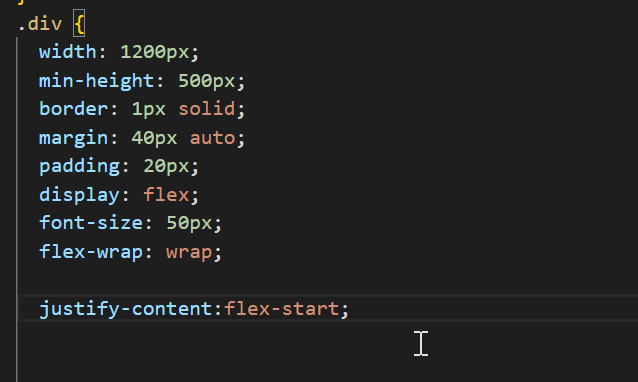 .div {
width: 1200px;
min-height: 500px;
border: 1px solid;
margin: 40px auto;
padding: 20px;
display: flex;
font-size: 50px;
flex-wrap: wrap;
justify-content:flex-start;